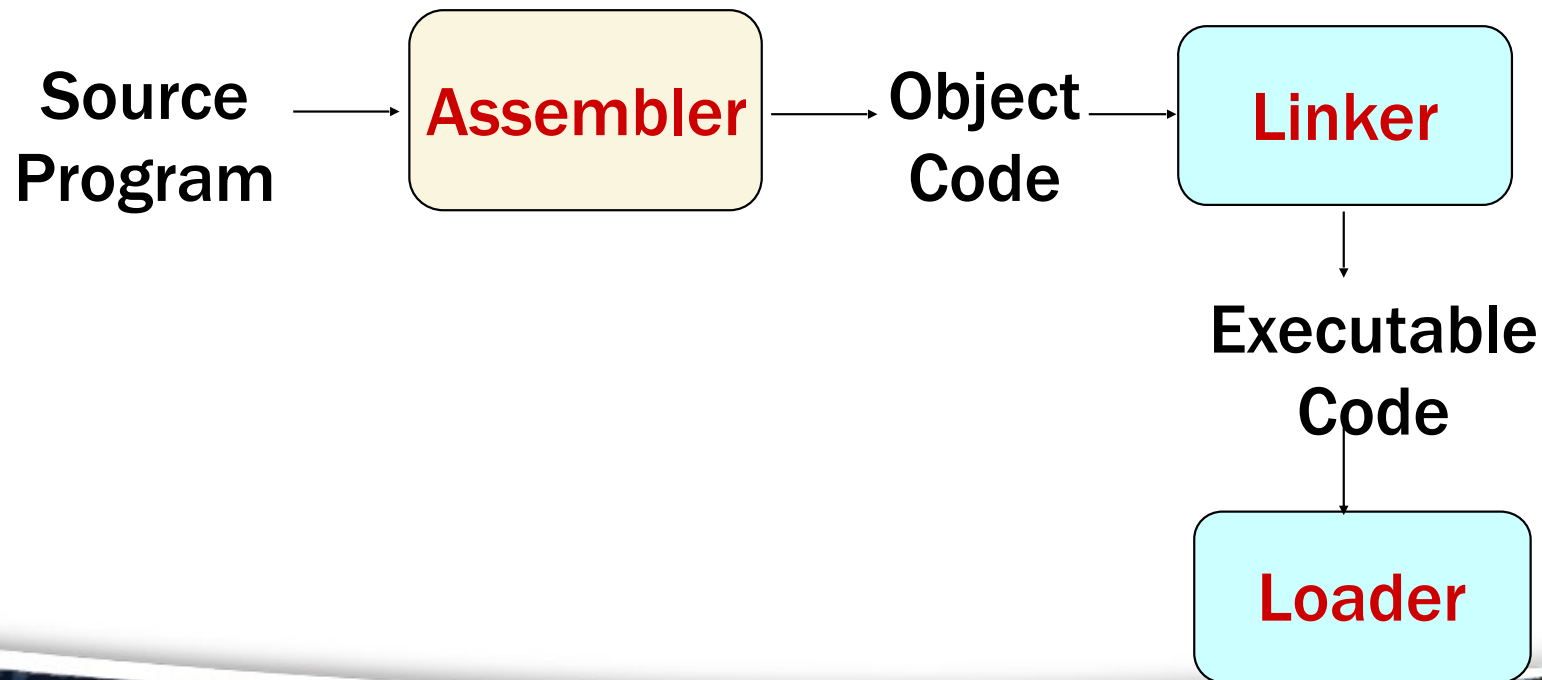 Source
Program
Assembler
Object
Code
Linker
Executable
Code
Loader